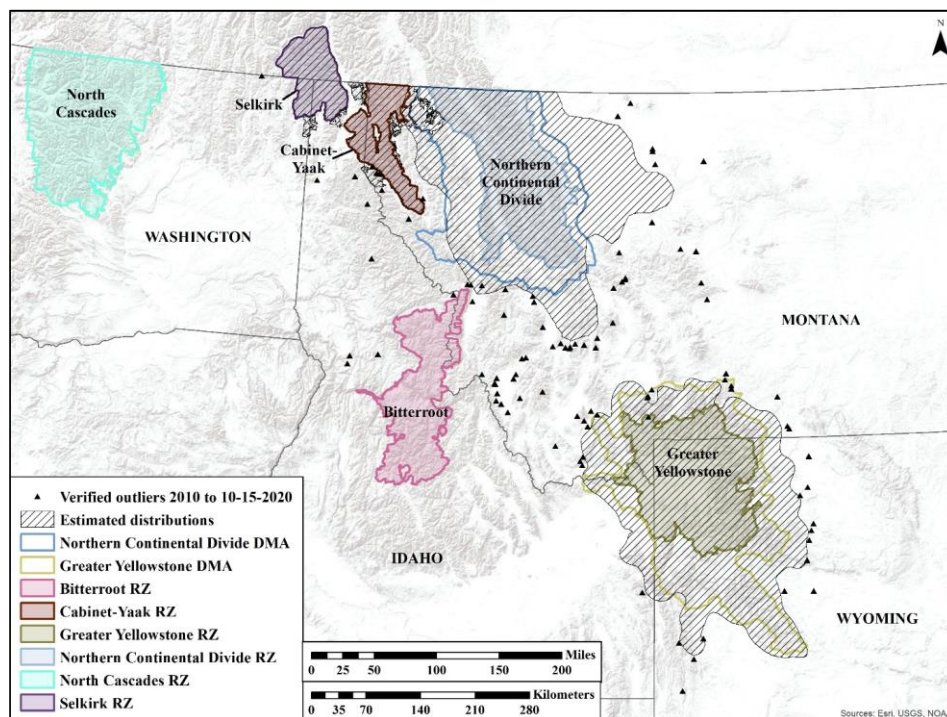 N
North
Cascades
Selkirk
Cabinet-
Yaak
Northern
Continental
Divide
WASHINGTON
MONTANA
Bitterroot
Greater
Yellowstone
IDAHO
WYOMING
Verified outliers 2010 to 10-15-2020
Estimated distributions
Northern Continental Divide DMA
Greater Yellowstone DMA
Bitterroot RZ
Cabinet-Yaak RZ
Greater Yellowstone RZ
Northern Continental Divide RZ
North Cascades RZ
Selkirk RZ
Miles
0 25 50 100 150 200
Kilometers
0 35 70 140 210 280
Sources: Esri, USGS, NOA